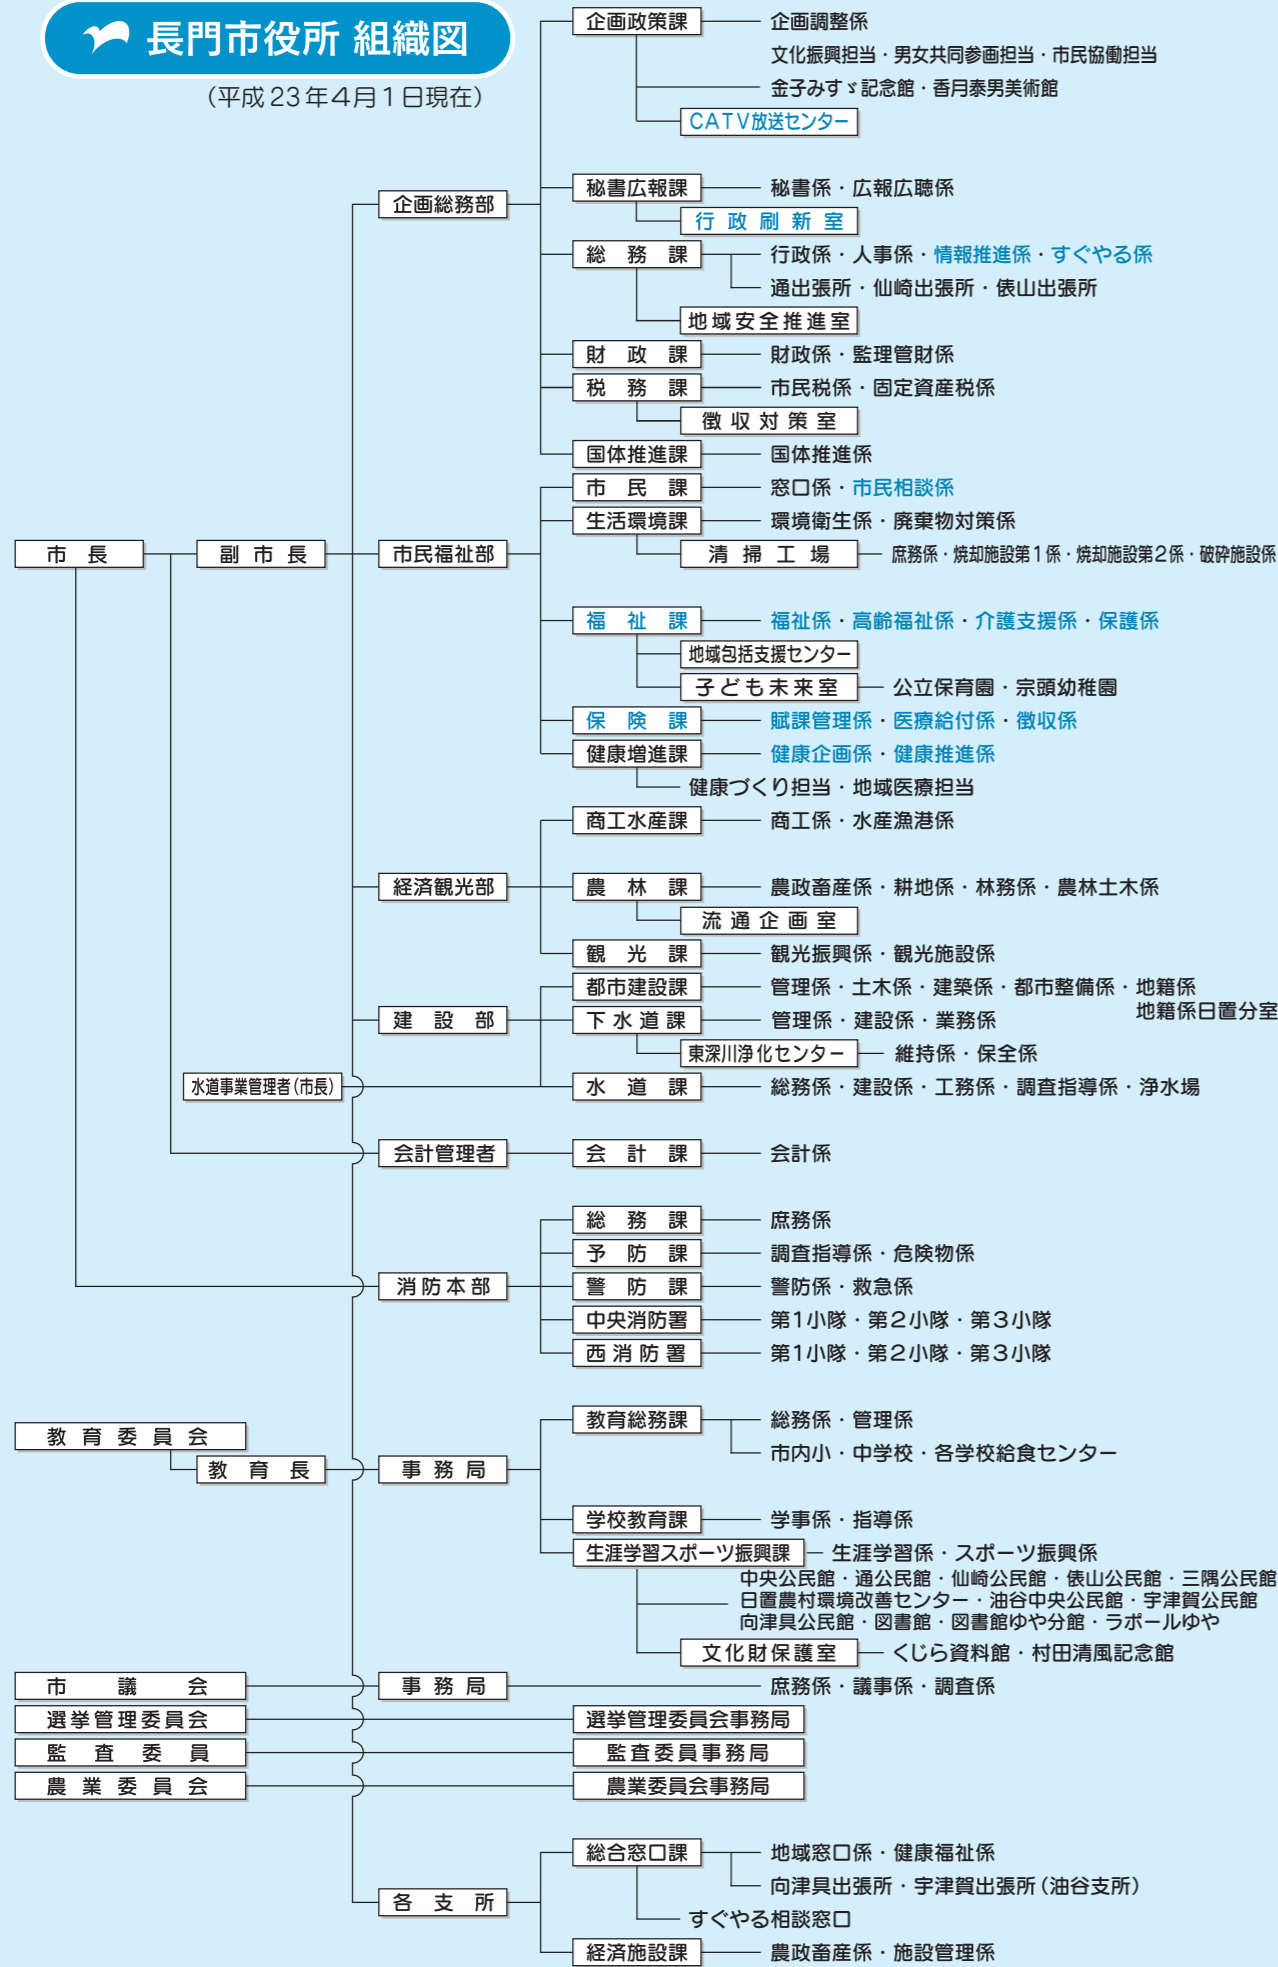 長門市役所 組織図
(平成23年4月1日現在)
企画政策課 企画調整係
文化振興担当・男女共同参画担当・市民協働担当
金子みすゞ記念館・香月泰男美術館
CATV放送センター
秘書広報課 秘書係・広報広聴係
企画総務部
行政刷新室
総務課 行政係・人事係・情報推進係・すぐやる係
通出張所・仙崎出張所・俵山出張所
地域安全推進室
財政課 財政係・監理管財係
税務課 市民税係・固定資産税係
徴収対策室
国体推進課 国体推進係
市民課 窓口係・市民相談係
生活環境課 環境衛生係・廃棄物対策係
市長 副市長 市民福祉部 清掃工場 庶務係・焼却施設第1係・焼却施設第2係・破砕施設係
福祉課 福祉係・高齢福祉係・介護支援係・保護係
地域包括支援センター
子ども未来室 公立保育園・宗頭幼稚園
保険課 賦課管理係・医療給付係・徴収係
健康増進課 健康企画係・健康推進係
健康づくり担当・地域医療担当
商工水産課 商工係・水産漁港係
経済観光部 農林課 農政畜産係・耕地係・林務係・農林土木係
流通企画室
観光課 観光振興係・観光施設係
都市建設課 管理係・土木係・建築係・都市整備係・地籍係
地籍係日置分室
建設部 下水道課 管理係・建設係・業務係
東深川浄化センター 維持係・保全係
水道事業管理者(市長) 水道課 総務係・建設係・工務係・調査指導係・浄水場
会計管理者 会計課 会計係
総務課 庶務係
予防課 調査指導係・危険物係
消防本部 警防課 警防係・救急係
中央消防署 第1小隊・第2小隊・第3小隊
西消防署 第1小隊・第2小隊・第3小隊
教育総務課 総務係・管理係
教育委員会
市内小・中学校・各学校給食センター
教育長 事務局
学校教育課 学事係・指導係
生涯学習スポーツ振興課 生涯学習係・スポーツ振興係
中央公民館・通公民館・仙崎公民館・俵山公民館・三隅公民館
日置農村環境改善センター・油谷中央公民館・宇津賀公民館
向津具公民館・図書館・図書館ゆや分館・ラポールゆや
文化財保護室 くじら資料館・村田清風記念館
市議会 事務局 庶務係・議事係・調査係
選挙管理委員会 選挙管理委員会事務局
監査委員 監査委員事務局
農業委員会 農業委員会事務局
総合窓口課 地域窓口係・健康福祉係
向津具出張所・宇津賀出張所(油谷支所)
各支所
すぐやる相談窓口
経済施設課 農政畜産係・施設管理係